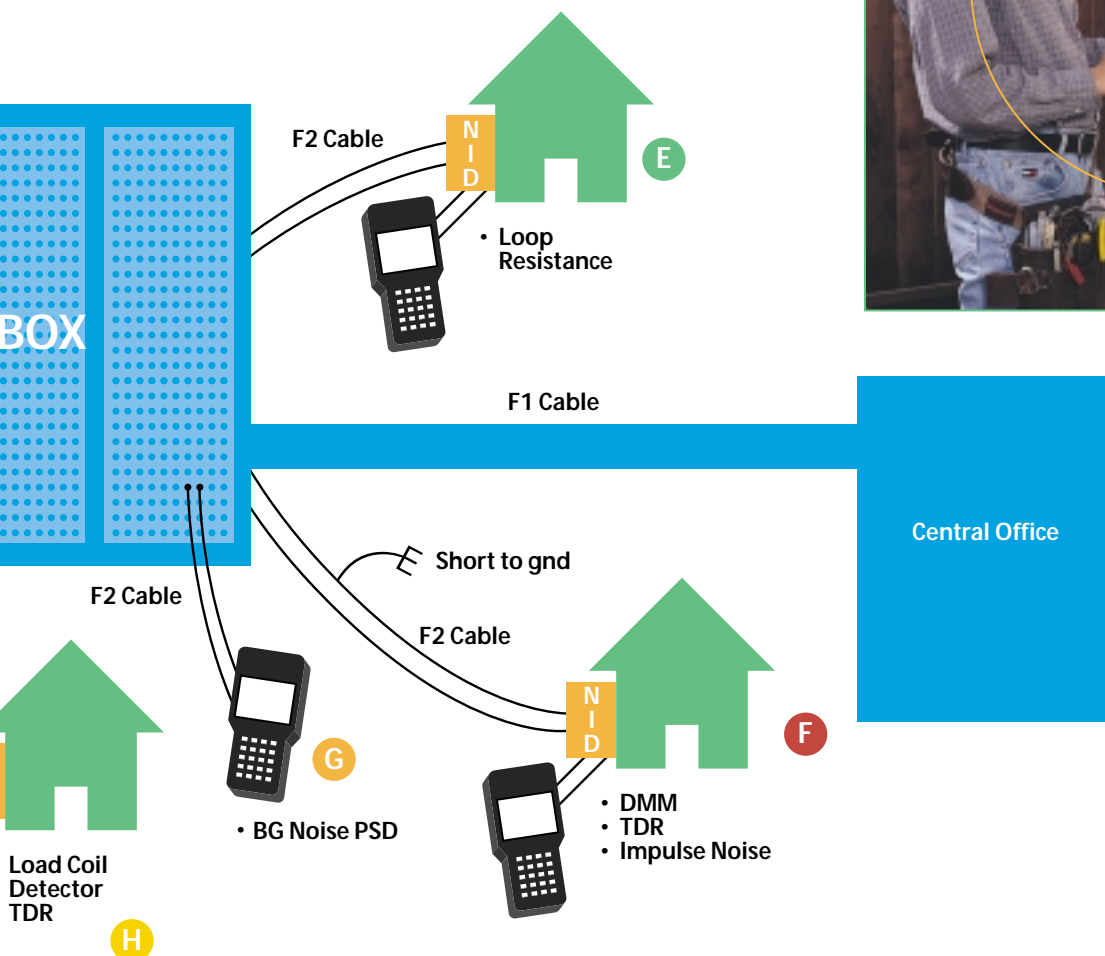 F2 Cable
N
I
D
E
• Loop
Resistance
BOX
F1 Cable
Central Office
• Short to gnd
F2 Cable
F2 Cable
N
I
D
F
G
• BG Noise PSD
• DMM
• TDR
• Impulse Noise
Load Coil
Detector
TDR
H